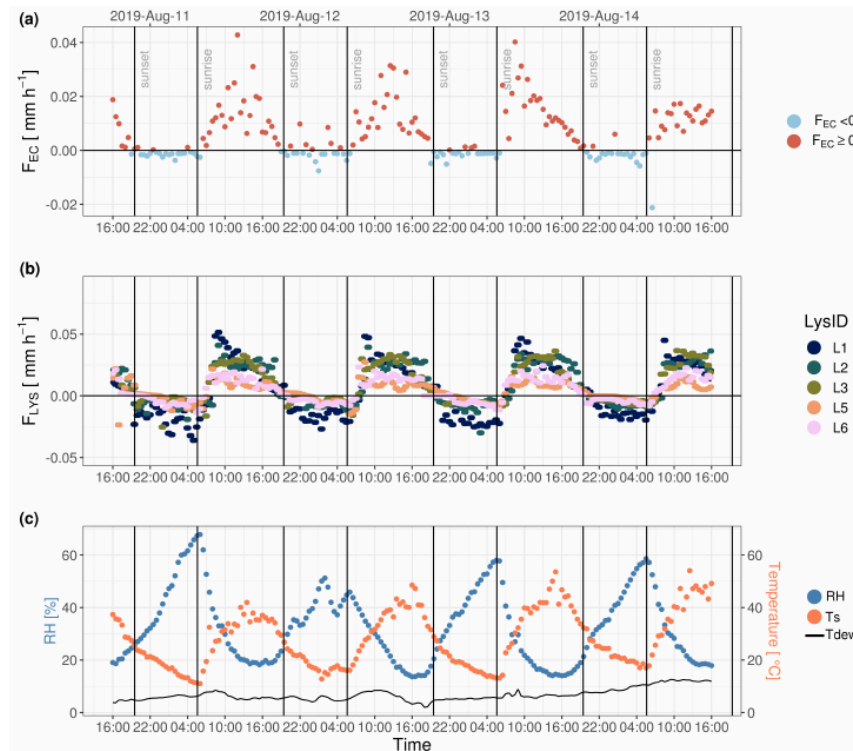 (a)
2019-Aug-11 2019-Aug-12 2019-Aug-13 2019-Aug-14
sunset sunrise sunset sunrise sunset sunrise sunset sunrise
F_EC [ mm h⁻¹]
0.04
0.02
0.00
-0.02
16:00 22:00 04:00 10:00 16:00 22:00 04:00 10:00 16:00 22:00 04:00 10:00 16:00 22:00 04:00 10:00 16:00
F_EC <0
F_EC ≥ 0
(b)
F_LYS [ mm h⁻¹]
0.05
0.00
-0.05
16:00 22:00 04:00 10:00 16:00 22:00 04:00 10:00 16:00 22:00 04:00 10:00 16:00 22:00 04:00 10:00 16:00
LysID
L1
L2
L3
L5
L6
(c)
RH [%]
60
40
20
0
60
40
20
0
Temperature [ °C]
16:00 22:00 04:00 10:00 16:00 22:00 04:00 10:00 16:00 22:00 04:00 10:00 16:00 22:00 04:00 10:00 16:00
Time
RH
Ts
Tdew